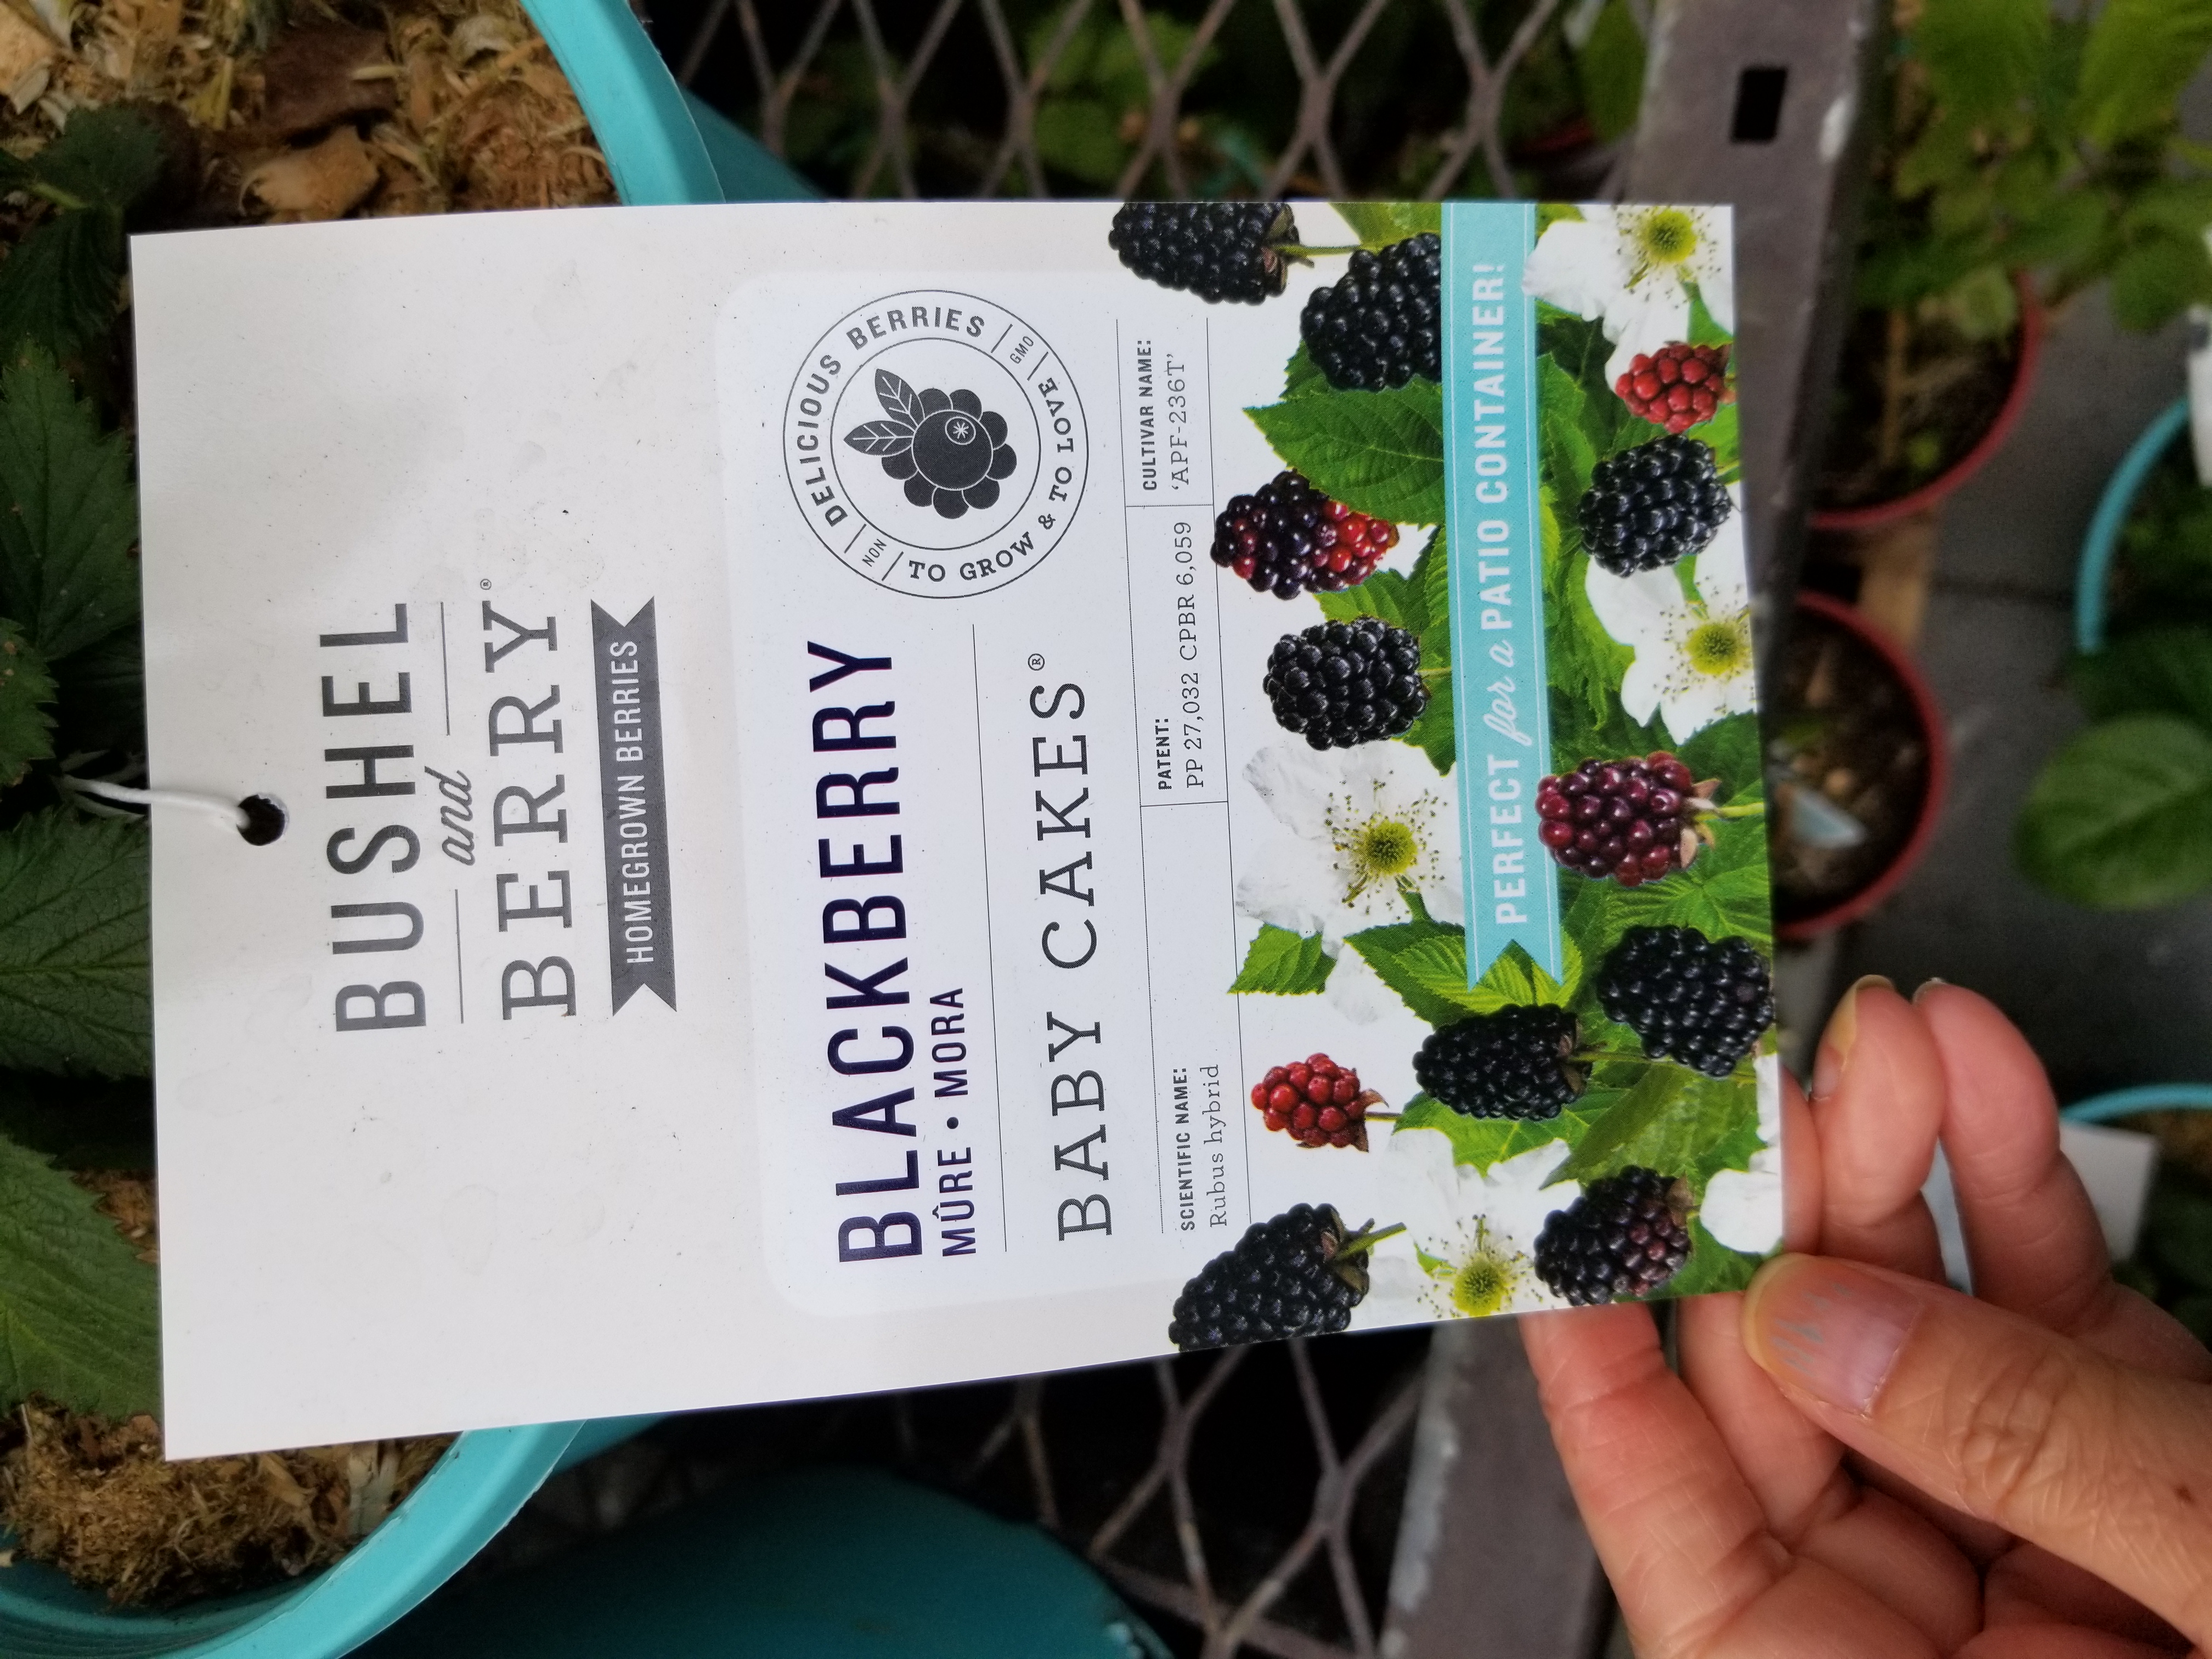 BUSHEL
and
BERRY®
HOMEGROWN BERRIES
BLACKBERRY
MÛRE • MORA
BABY CAKES®
NON
DELICIOUS BERRIES
GMO
TO GROW & TO LOVE
SCIENTIFIC NAME:
Rubus hybrid
PATENT:
PP 27,032 CPBR 6,059
CULTIVAR NAME:
‘APF-236T’
PERFECT for a PATIO CONTAINER!